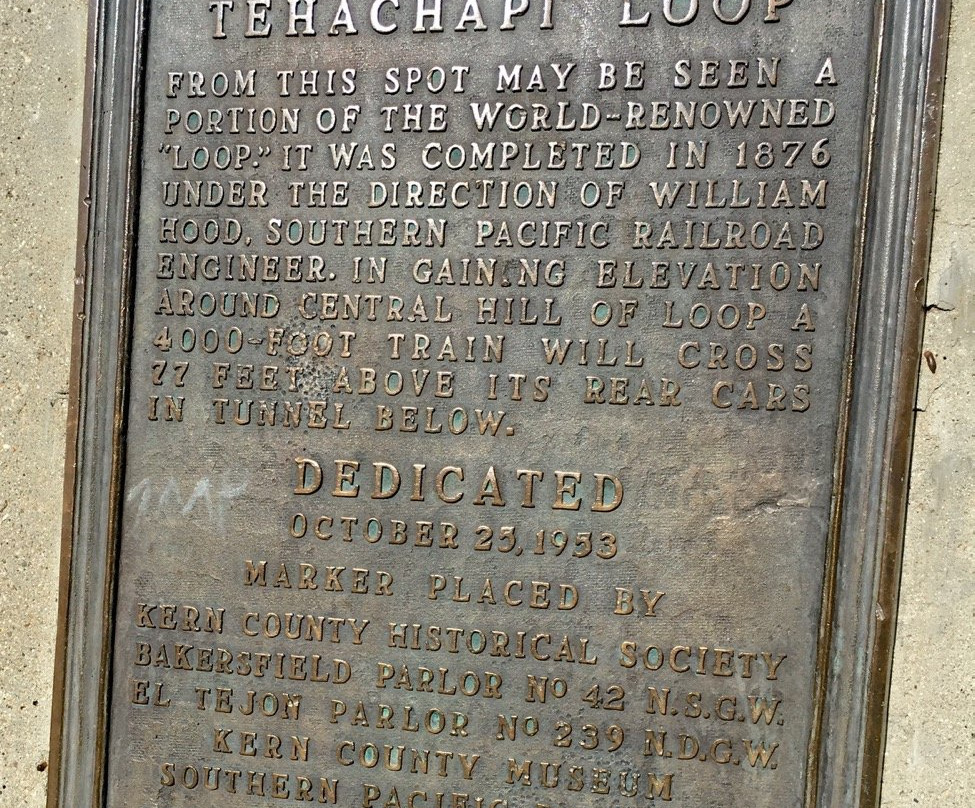 TEHACHAPI LOOP
FROM THIS SPOT MAY BE SEEN A
PORTION OF THE WORLD-RENOWNED
"LOOP." IT WAS COMPLETED IN 1876
UNDER THE DIRECTION OF WILLIAM
HOOD, SOUTHERN PACIFIC RAILROAD
ENGINEER. IN GAINING ELEVATION
AROUND CENTRAL HILL OF LOOP A
4000-FOOT TRAIN WILL CROSS
77 FEET ABOVE ITS REAR CARS
IN TUNNEL BELOW.
DEDICATED
OCTOBER 25, 1953
MARKER PLACED BY
KERN COUNTY HISTORICAL SOCIETY
BAKERSFIELD PARLOR NO 42 N.S.G.W.
EL TEJON PARLOR NO 239 N.D.G.W.
KERN COUNTY MUSEUM
SOUTHERN PACIFIC